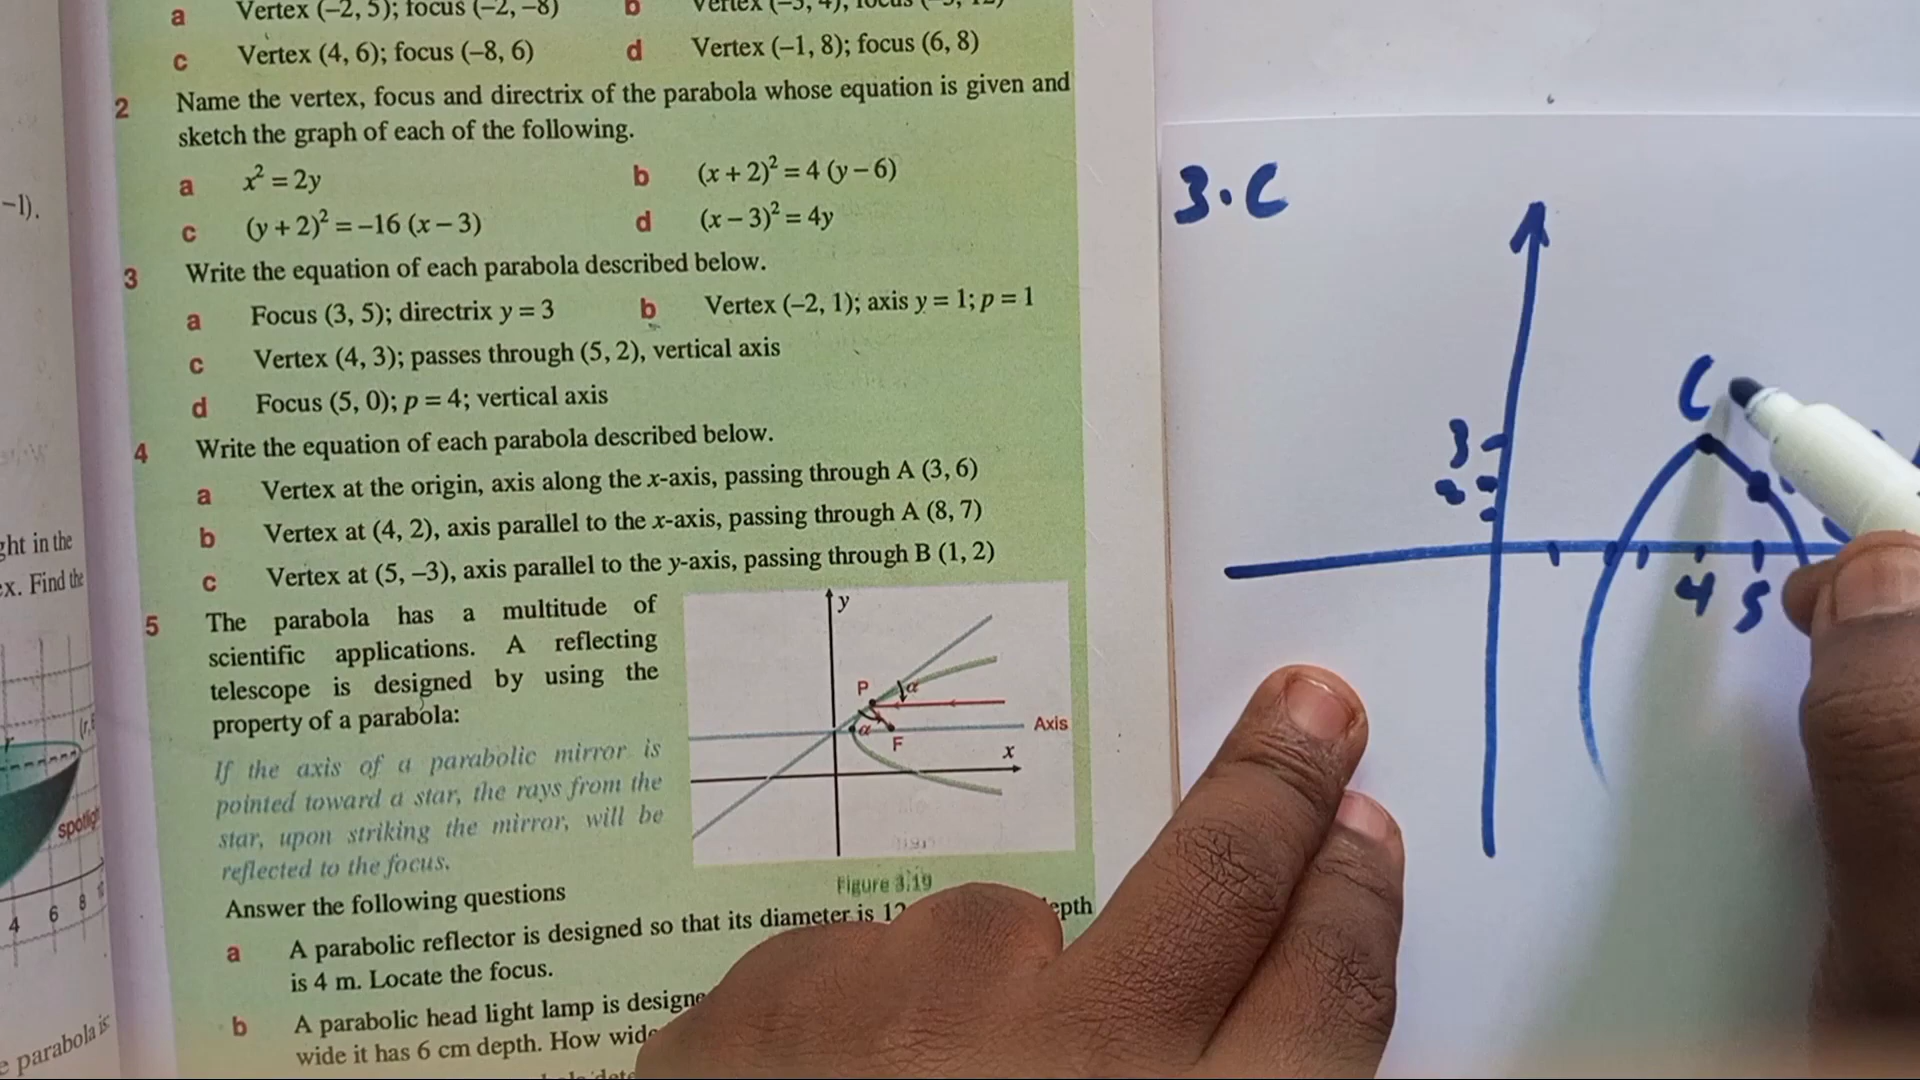 a Vertex (–2, 5); focus (–2, –8) b
c Vertex (4, 6); focus (–8, 6) d Vertex (–1, 8); focus (6, 8)
2 Name the vertex, focus and directrix of the parabola whose equation is given and
sketch the graph of each of the following.
a x² = 2y b (x + 2)² = 4 (y – 6)
c (y + 2)² = –16 (x – 3) d (x – 3)² = 4y
3 Write the equation of each parabola described below.
a Focus (3, 5); directrix y = 3 b Vertex (–2, 1); axis y = 1; p = 1
c Vertex (4, 3); passes through (5, 2), vertical axis
d Focus (5, 0); p = 4; vertical axis
4 Write the equation of each parabola described below.
a Vertex at the origin, axis along the x-axis, passing through A (3, 6)
b Vertex at (4, 2), axis parallel to the x-axis, passing through A (8, 7)
c Vertex at (5, –3), axis parallel to the y-axis, passing through B (1, 2)
5 The parabola has a multitude of
scientific applications. A reflecting
telescope is designed by using the
property of a parabola:
If the axis of a parabolic mirror is
pointed toward a star, the rays from the
star, upon striking the mirror, will be
reflected to the focus.
y
P α
α F
Axis
x
Figure 3.19
Answer the following questions
a A parabolic reflector is designed so that its diameter is
is 4 m. Locate the focus.
b A parabolic head light lamp is
wide it has 6 cm depth. How
–1).
in the
Find the
r
4 6 8
parabola is
3.C
C
3
2
4 5